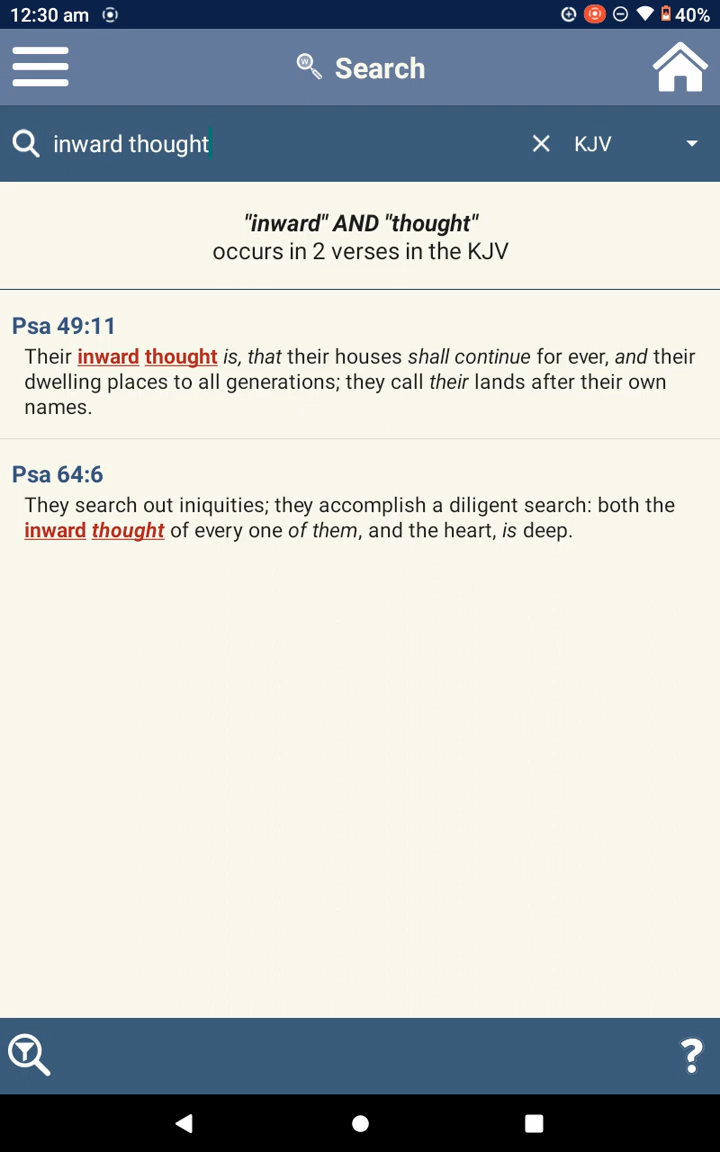 12:30 am 40%
Search
inward thought KJV
"inward" AND "thought"
occurs in 2 verses in the KJV
Psa 49:11
Their inward thought is, that their houses shall continue for ever, and their
dwelling places to all generations; they call their lands after their own
names.
Psa 64:6
They search out iniquities; they accomplish a diligent search: both the
inward thought of every one of them, and the heart, is deep.
?